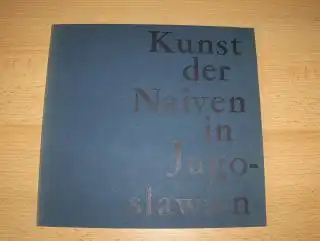 Kunst
der
Naiven
in
Jugo-
slawien